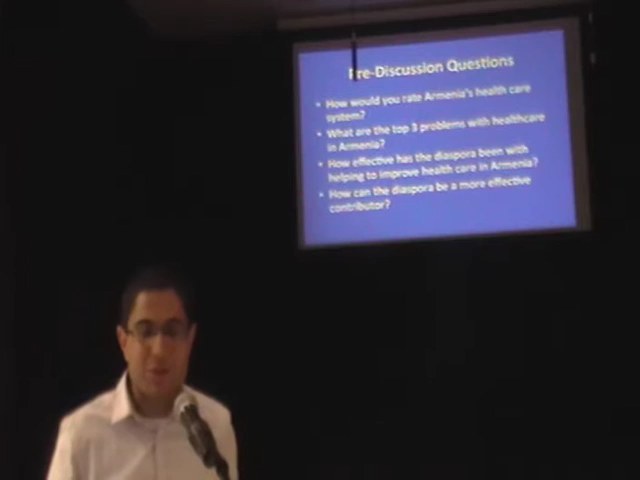 Pre-Discussion Questions
• How would you rate Armenia's health care
system?
• What are the top 3 problems with healthcare
in Armenia?
• How effective has the diaspora been with
helping to improve health care in Armenia?
• How can the diaspora be a more effective
contributor?